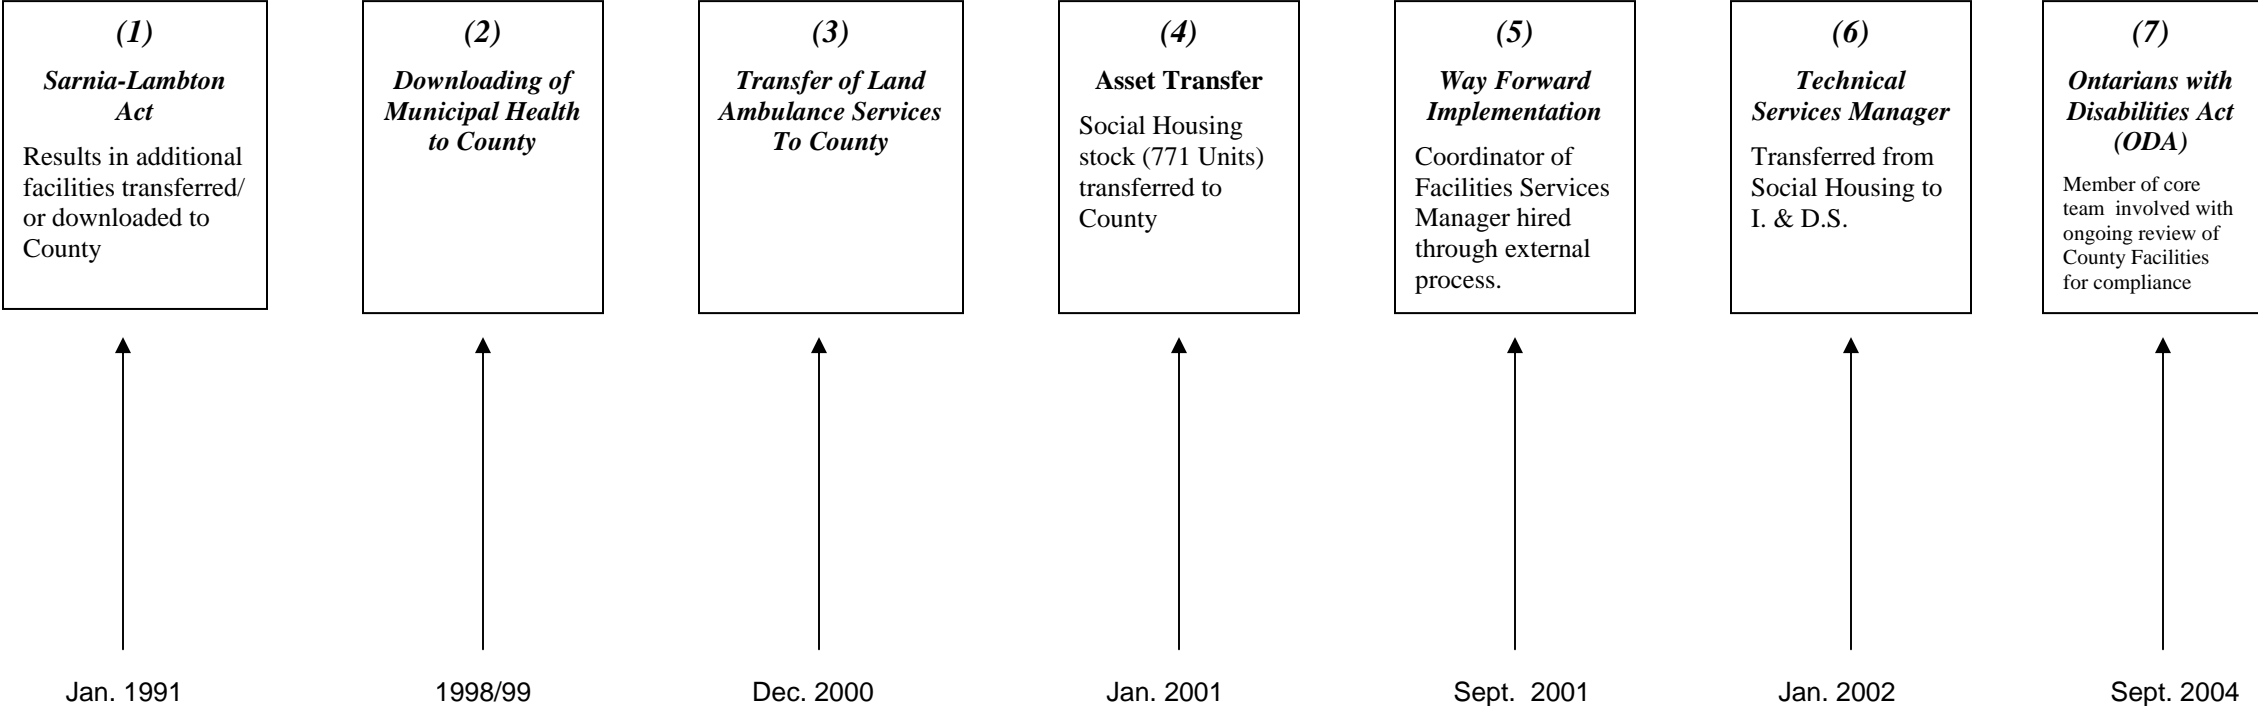 (1)
Sarnia-Lambton
Act
Results in additional
facilities transferred/
or downloaded to
County
(2)
Downloading of
Municipal Health
to County
(3)
Transfer of Land
Ambulance Services
To County
(4)
Asset Transfer
Social Housing
stock (771 Units)
transferred to
County
(5)
Way Forward
Implementation
Coordinator of
Facilities Services
Manager hired
through external
process.
(6)
Technical
Services Manager
Transferred from
Social Housing to
I. & D.S.
(7)
Ontarians with
Disabilities Act
(ODA)
Member of core
team  involved with
ongoing review of
County Facilities
for compliance
Jan. 1991
1998/99
Dec. 2000
Jan. 2001
Sept.  2001
Jan. 2002
Sept. 2004